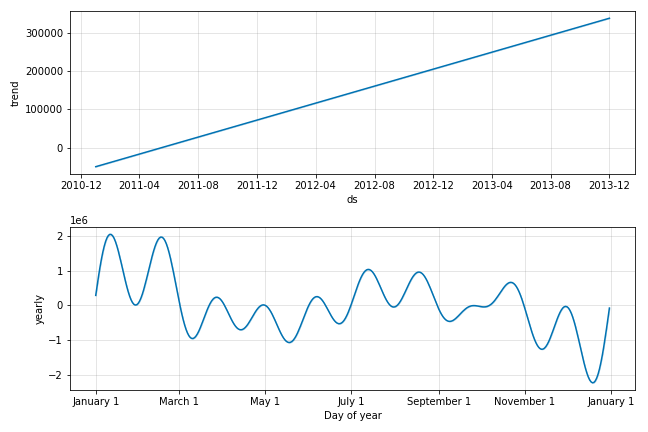 300000
200000
100000
0
trend
2010-12 2011-04 2011-08 2011-12 2012-04 2012-08 2012-12 2013-04 2013-08 2013-12
ds
1e6
2
1
0
−1
−2
yearly
January 1 March 1 May 1 July 1 September 1 November 1 January 1
Day of year